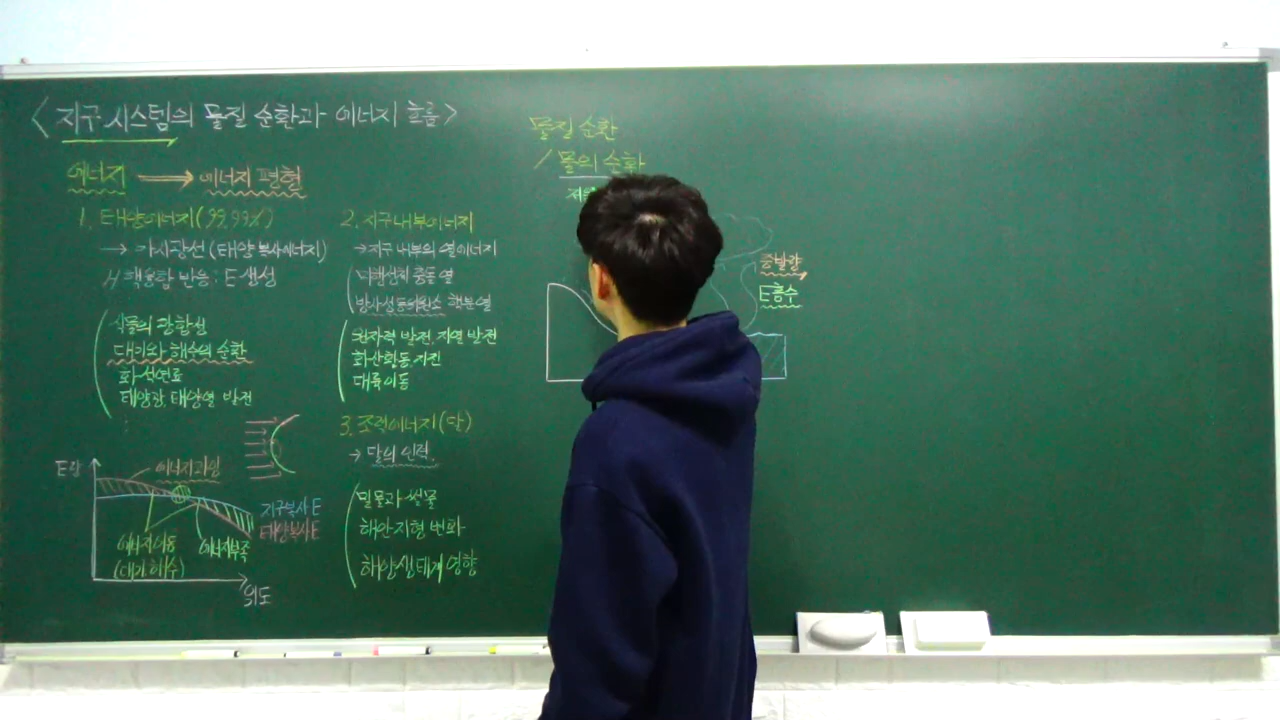 <지구시스템의 물질 순환과 에너지 흐름>
에너지 → 에너지 평형
1. 태양에너지(99.99%)
→ 가시광선 (태양복사에너지)
H 핵융합 반응 : E 생성
식물의 광합성
대기와 해수의 순환
화석연료
태양광, 태양열 발전
E량
에너지과잉
지구복사E
태양복사E
에너지이동
(대기, 해수)
에너지부족
위도
2. 지구내부에너지
→ 지구 내부의 열에너지
미행성체 충돌 열
방사성동위원소 핵분열
원자력 발전, 지열 발전
화산활동, 지진
대륙이동
3. 조력에너지(달)
→ 달의 인력.
밀물과 썰물
해안 지형 변화
해양생태계 영향
물질 순환
/ 물의 순환
증발량
E흡수